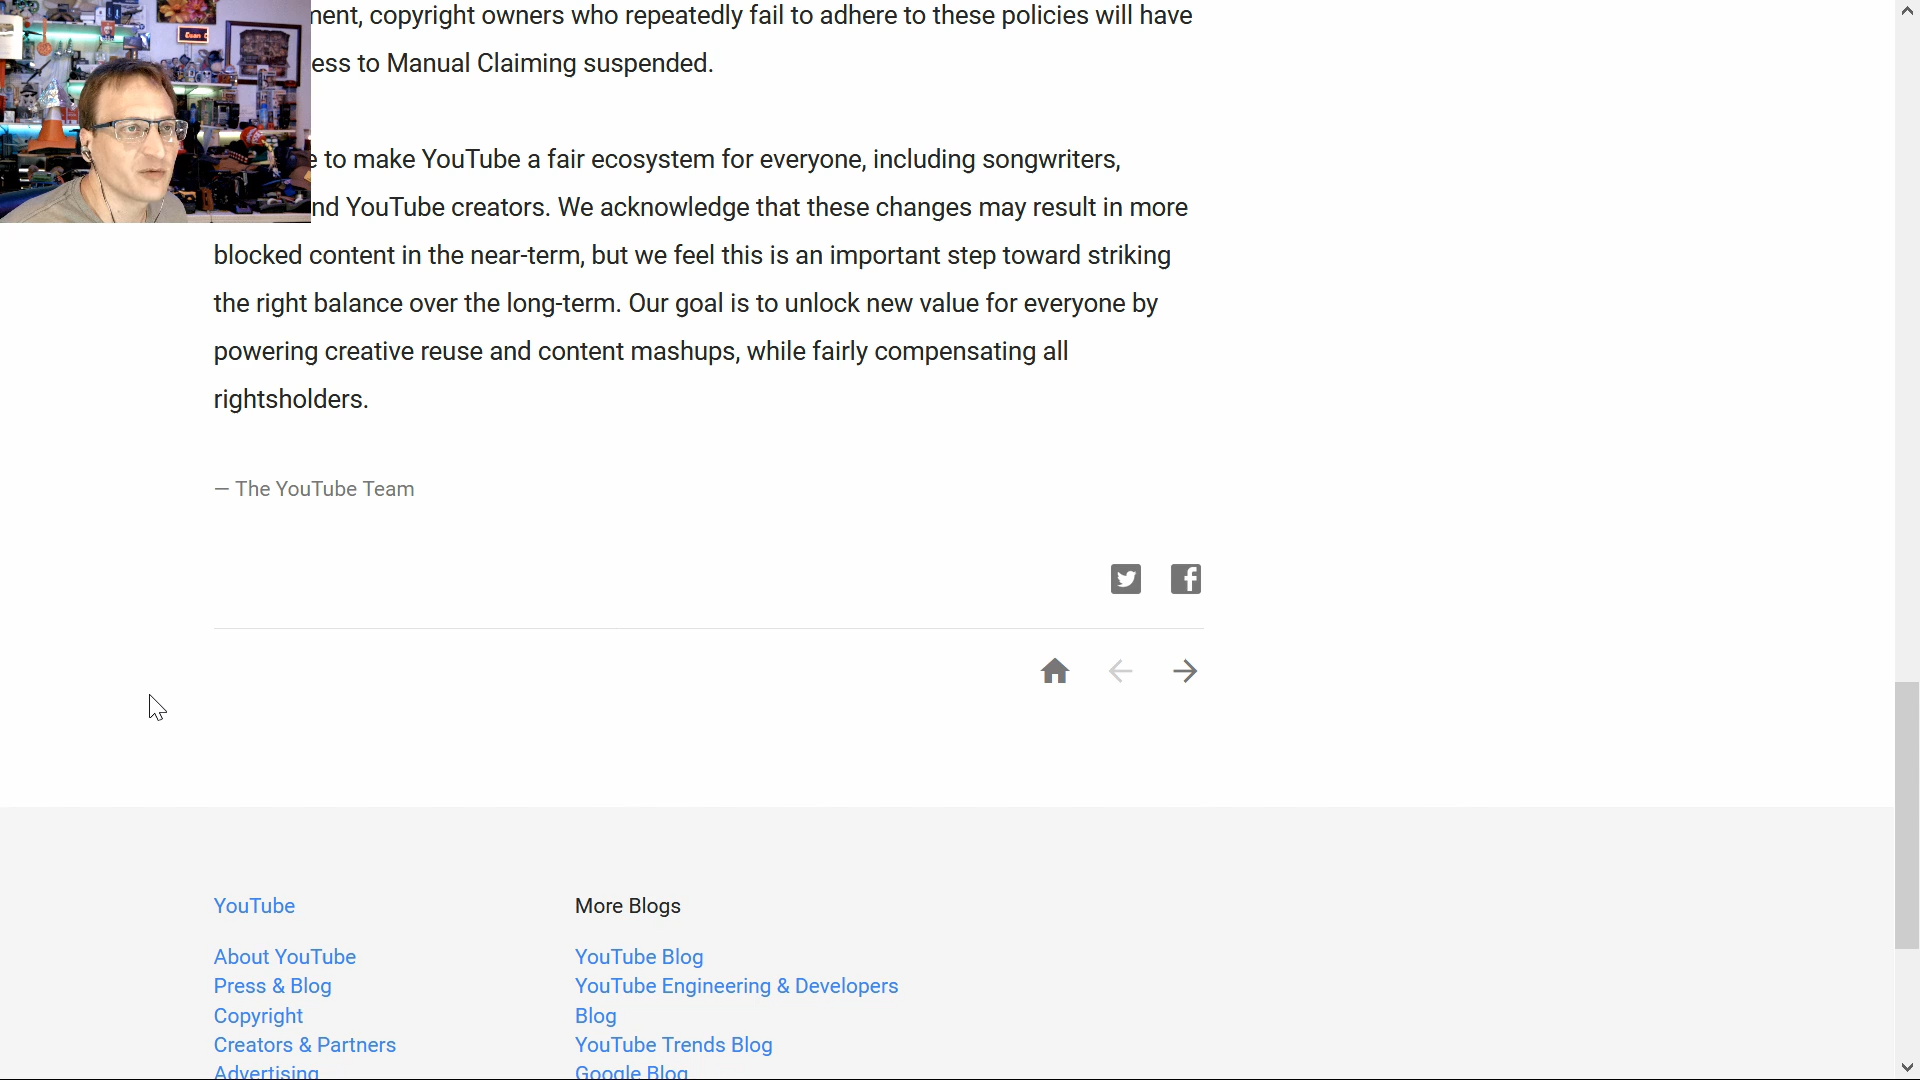 ment, copyright owners who repeatedly fail to adhere to these policies will have
ess to Manual Claiming suspended.
e to make YouTube a fair ecosystem for everyone, including songwriters,
nd YouTube creators. We acknowledge that these changes may result in more
blocked content in the near-term, but we feel this is an important step toward striking
the right balance over the long-term. Our goal is to unlock new value for everyone by
powering creative reuse and content mashups, while fairly compensating all
rightsholders.
— The YouTube Team
YouTube
More Blogs
About YouTube
YouTube Blog
Press & Blog
YouTube Engineering & Developers
Copyright
Blog
Creators & Partners
YouTube Trends Blog
Advertising
Google Blog